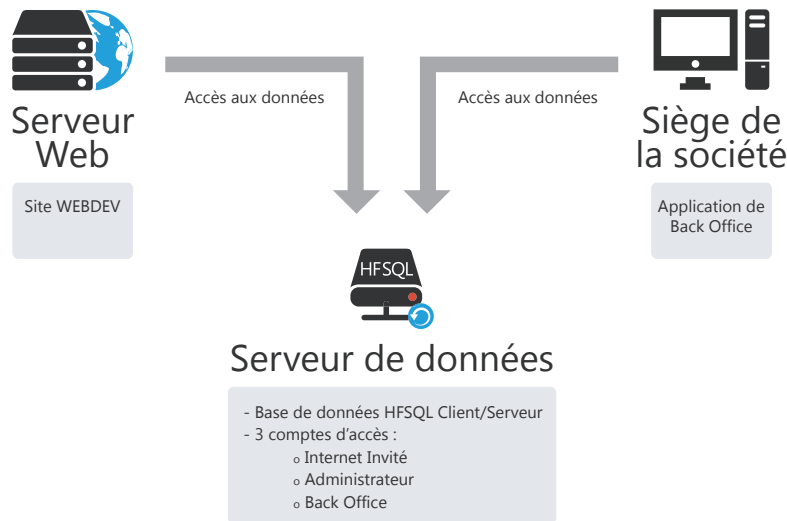 Accès aux données
Accès aux données
Serveur
Web
Site WEBDEV
Siège de
la société
Application de
Back Office
HFSQL
Serveur de données
- Base de données HFSQL Client/Serveur
- 3 comptes d’accès :
o Internet Invité
o Administrateur
o Back Office